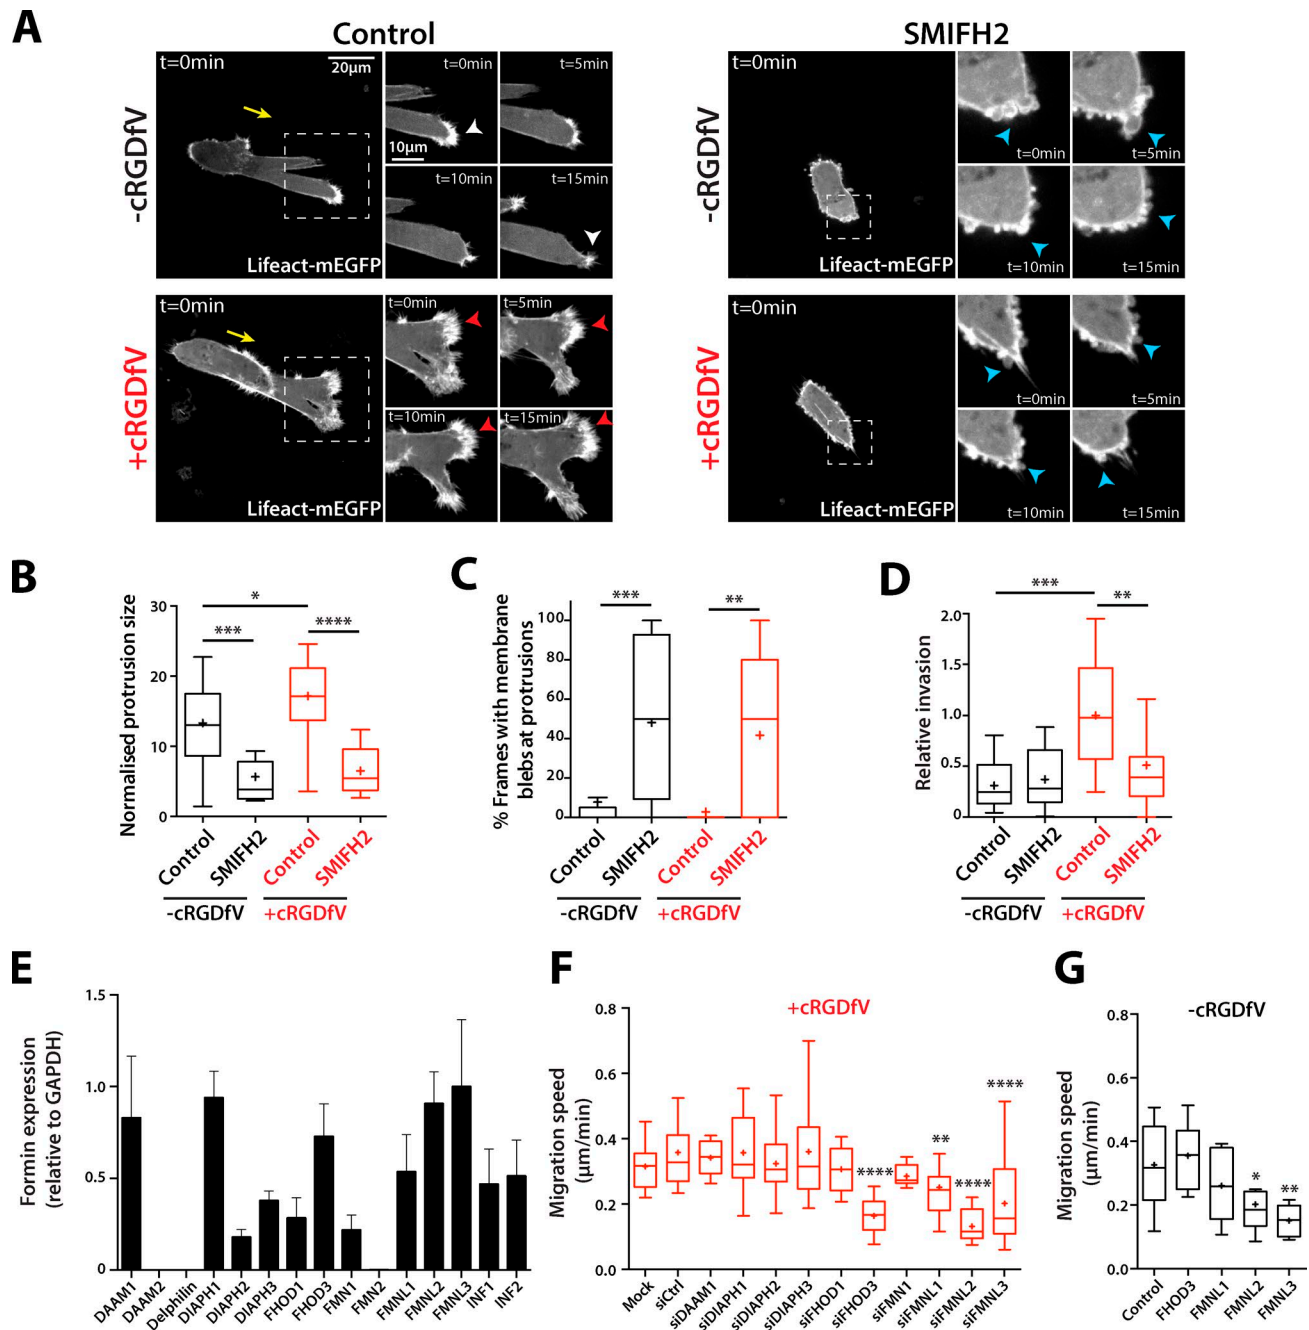 A
Control
SMIFH2
-cRGDfV
t=0min
20μm
Lifeact-mEGFP
t=0min
10μm
t=5min
t=10min
t=15min
-cRGDfV
t=0min
Lifeact-mEGFP
t=0min
t=5min
t=10min
t=15min
+cRGDfV
t=0min
Lifeact-mEGFP
t=0min
t=5min
t=10min
t=15min
+cRGDfV
t=0min
Lifeact-mEGFP
t=0min
t=5min
t=10min
t=15min
B
Normalised protrusion size
30
20
10
0
*
***
****
Control
SMIFH2
Control
SMIFH2
-cRGDfV
+cRGDfV
C
% Frames with membrane
blebs at protrusions
100
80
60
40
20
0
***
**
Control
SMIFH2
Control
SMIFH2
-cRGDfV
+cRGDfV
D
Relative invasion
2.0
1.5
1.0
0.5
0
***
**
Control
SMIFH2
Control
SMIFH2
-cRGDfV
+cRGDfV
E
Formin expression
(relative to GAPDH)
1.5
1.0
0.5
0
DAAM1
DAAM2
Delphilin
DIAPH1
DIAPH2
DIAPH3
FHOD1
FHOD3
FMN1
FMN2
FMNL1
FMNL2
FMNL3
INF1
INF2
F
+cRGDfV
Migration speed
(μm/min)
0.8
0.6
0.4
0.2
0.0
****
**
****
****
Mock
siCtrl
siDAAM1
siDIAPH1
siDIAPH2
siDIAPH3
siFHOD1
siFHOD3
siFMN1
siFMNL1
siFMNL2
siFMNL3
G
-cRGDfV
Migration speed
(μm/min)
0.8
0.6
0.4
0.2
0.0
*
**
Control
FHOD3
FMNL1
FMNL2
FMNL3